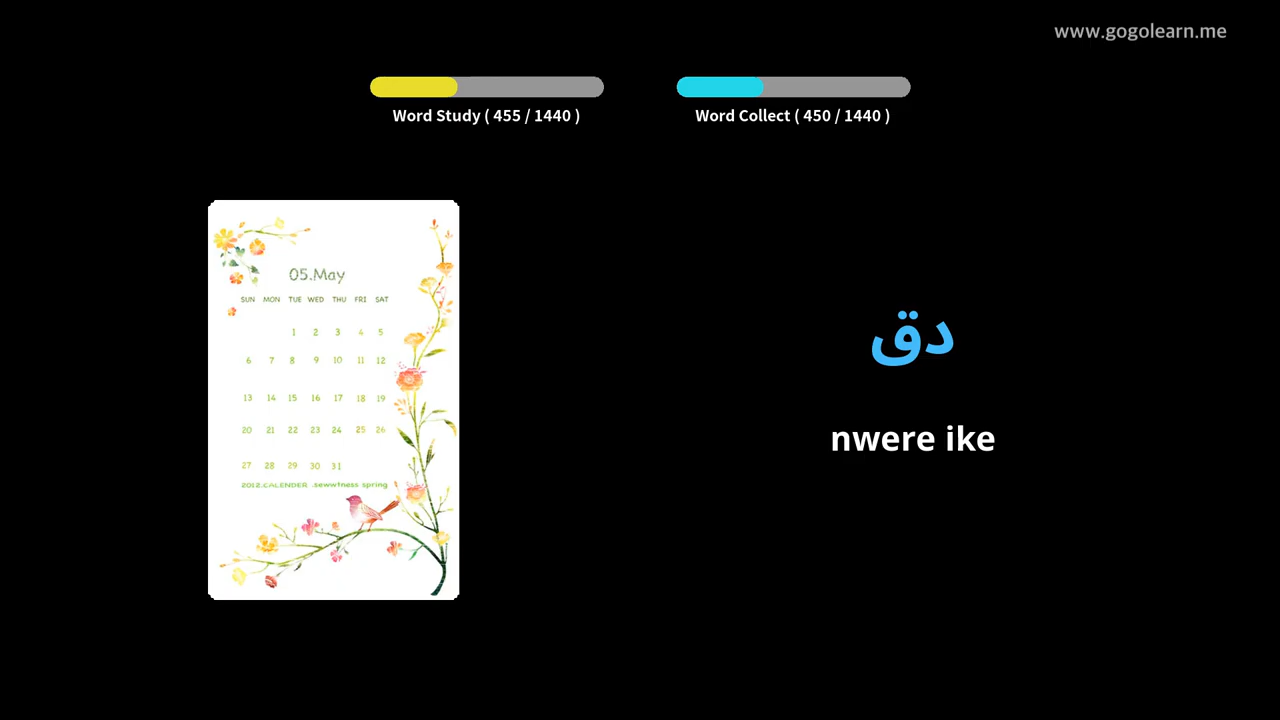 www.gogolearn.me
Word Study ( 455 / 1440 )
Word Collect ( 450 / 1440 )
05.May
SUN MON TUE WED THU FRI SAT
1 2 3 4 5
6 7 8 9 10 11 12
13 14 15 16 17 18 19
20 21 22 23 24 25 26
27 28 29 30 31
2012.CALENDER .sewwtness spring
دق
nwere ike